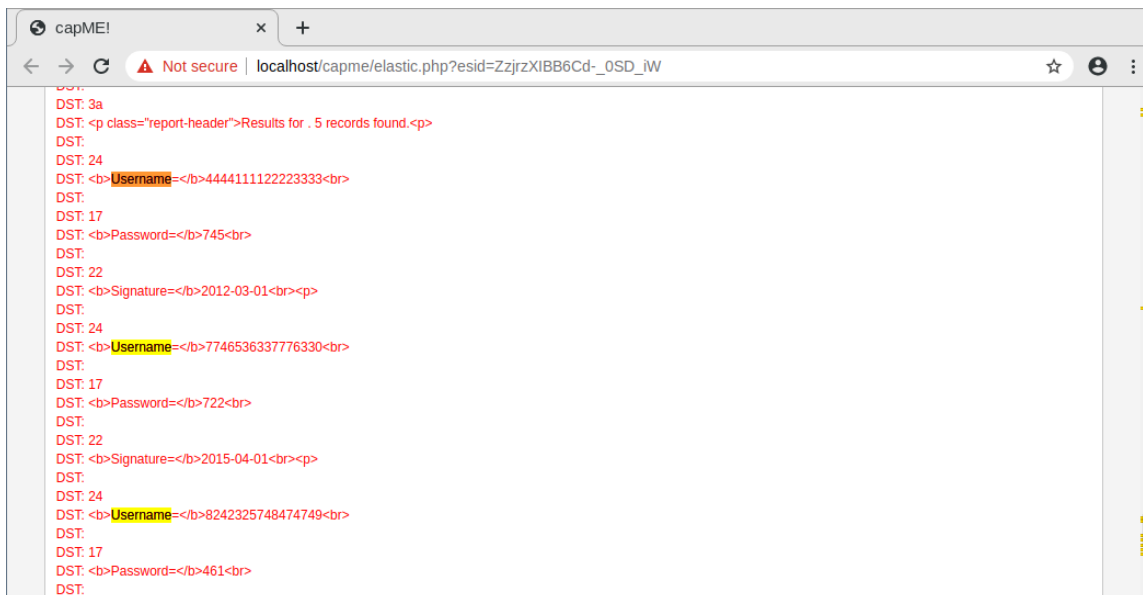 capME!
Not secure | localhost/capme/elastic.php?esid=ZzjrzXIBB6Cd-_0SD_iW
DST:
DST: 3a
DST: <p class="report-header">Results for . 5 records found.<p>
DST:
DST: 24
DST: <b>Username=</b>4444111122223333<br>
DST:
DST: 17
DST: <b>Password=</b>745<br>
DST:
DST: 22
DST: <b>Signature=</b>2012-03-01<br><p>
DST:
DST: 24
DST: <b>Username=</b>7746536337776330<br>
DST:
DST: 17
DST: <b>Password=</b>722<br>
DST:
DST: 22
DST: <b>Signature=</b>2015-04-01<br><p>
DST:
DST: 24
DST: <b>Username=</b>8242325748474749<br>
DST:
DST: 17
DST: <b>Password=</b>461<br>
DST: